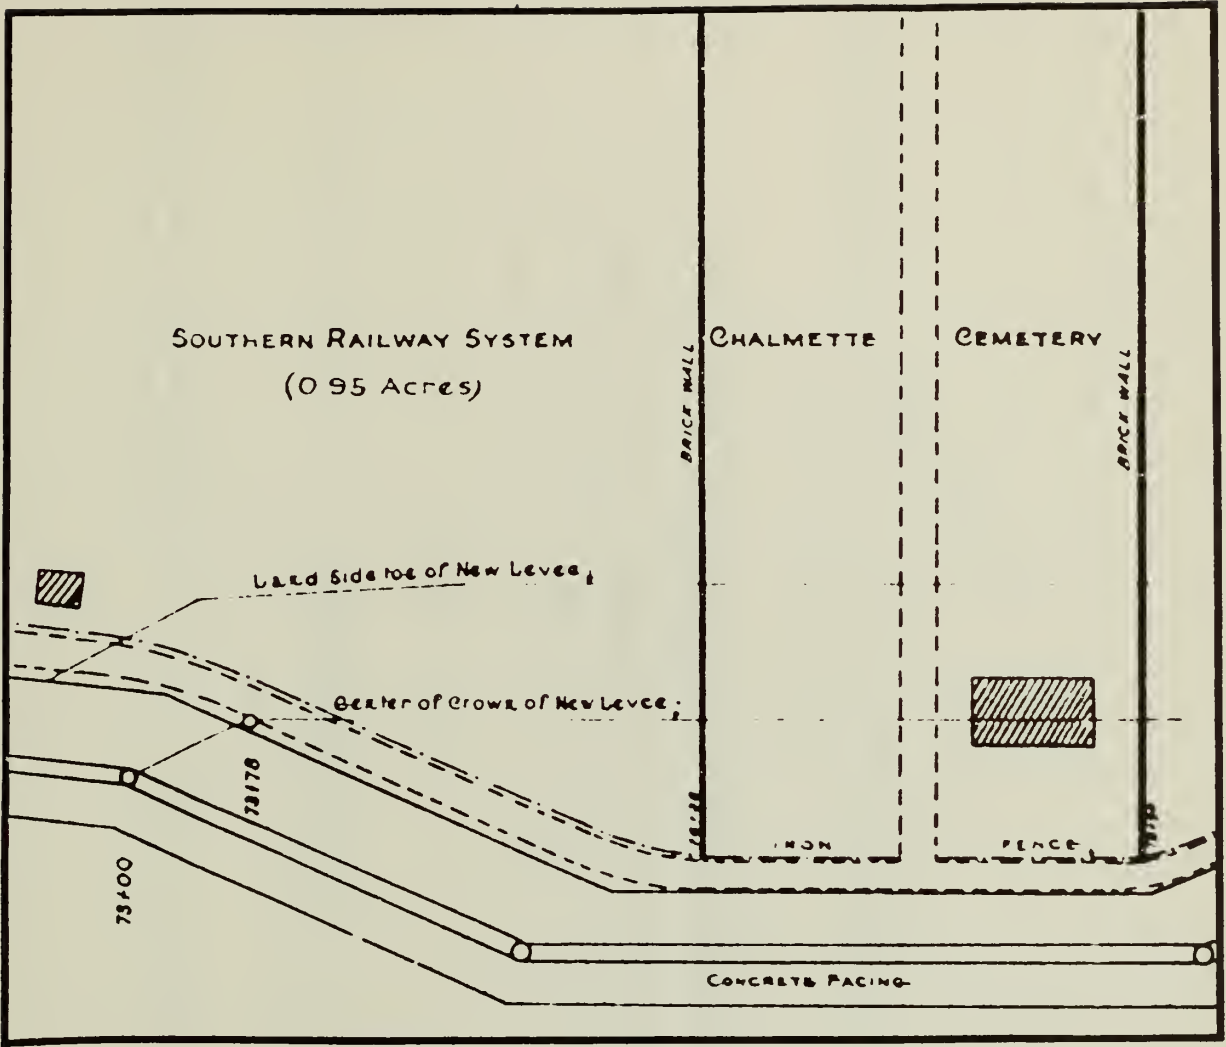 SOUTHERN RAILWAY SYSTEM
(0 95 Acres)
CHALMETTE CEMETERY
BRICK WALL
BRICK WALL
Land Side toe of New Levee
Center of Crown of New Levee
73+78
73+00
IRON FENCE
CONCRETE FACING